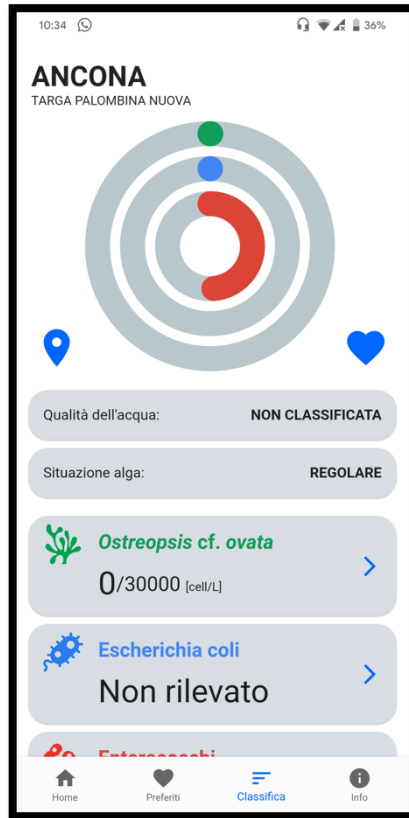 10:34 36%
ANCONA
TARGA PALOMBINA NUOVA
Qualità dell'acqua: NON CLASSIFICATA
Situazione alga: REGOLARE
Ostreopsis cf. ovata
0/30000 [cell/L]
Escherichia coli
Non rilevato
Enterococchi
Home Preferiti Classifica Info